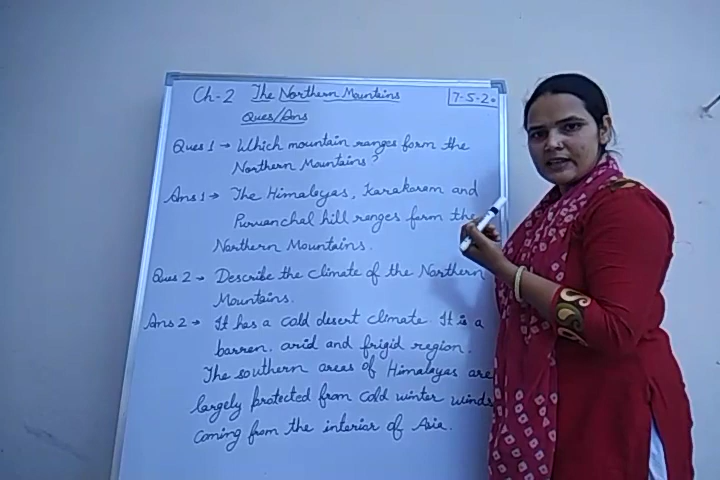 Ch-2 The Northern Mountains 7-5-20
Ques/Ans
Ques 1 → Which mountain ranges form the
Northern Mountains?
Ans 1 → The Himalayas, Karakoram and
Purvanchal hill ranges form the
Northern Mountains.
Ques 2 → Describe the climate of the Northern
Mountains.
Ans 2 → It has a cold desert climate. It is a
barren, arid and frigid region.
The southern areas of Himalayas are
largely protected from cold winter winds
coming from the interior of Asia.